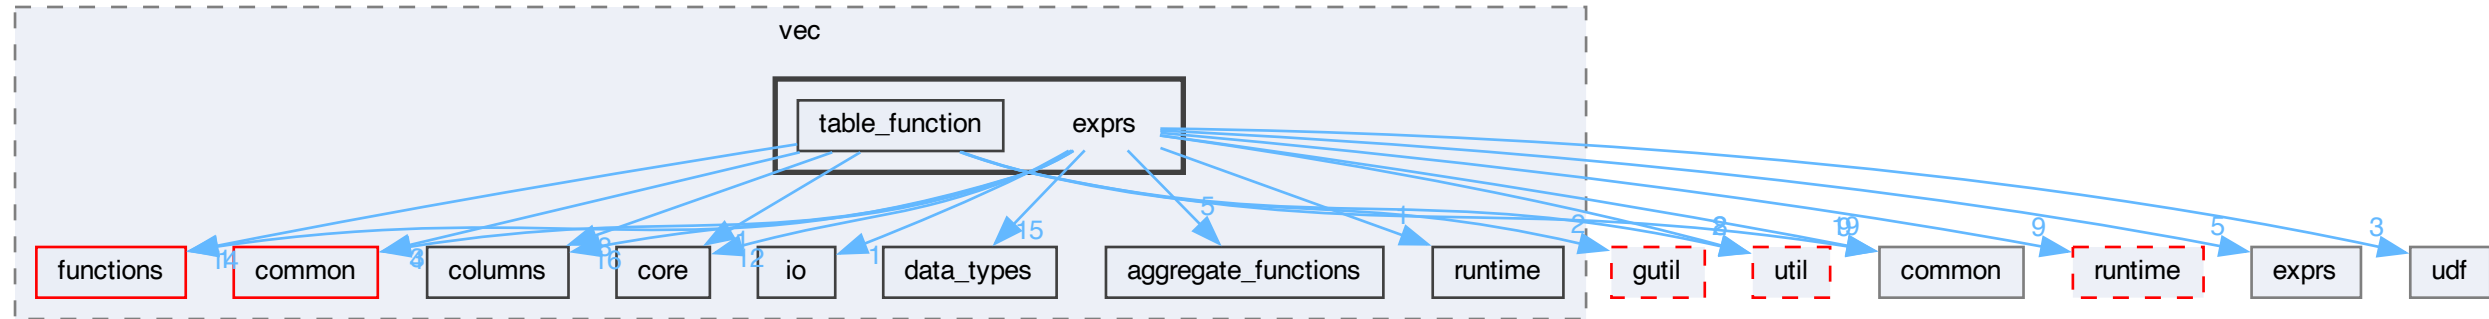 vec
table_function
exprs
5
1
2
9
5
3
15
12
1
functions
common
columns
core
io
data_types
aggregate_functions
runtime
gutil
util
common
runtime
exprs
udf